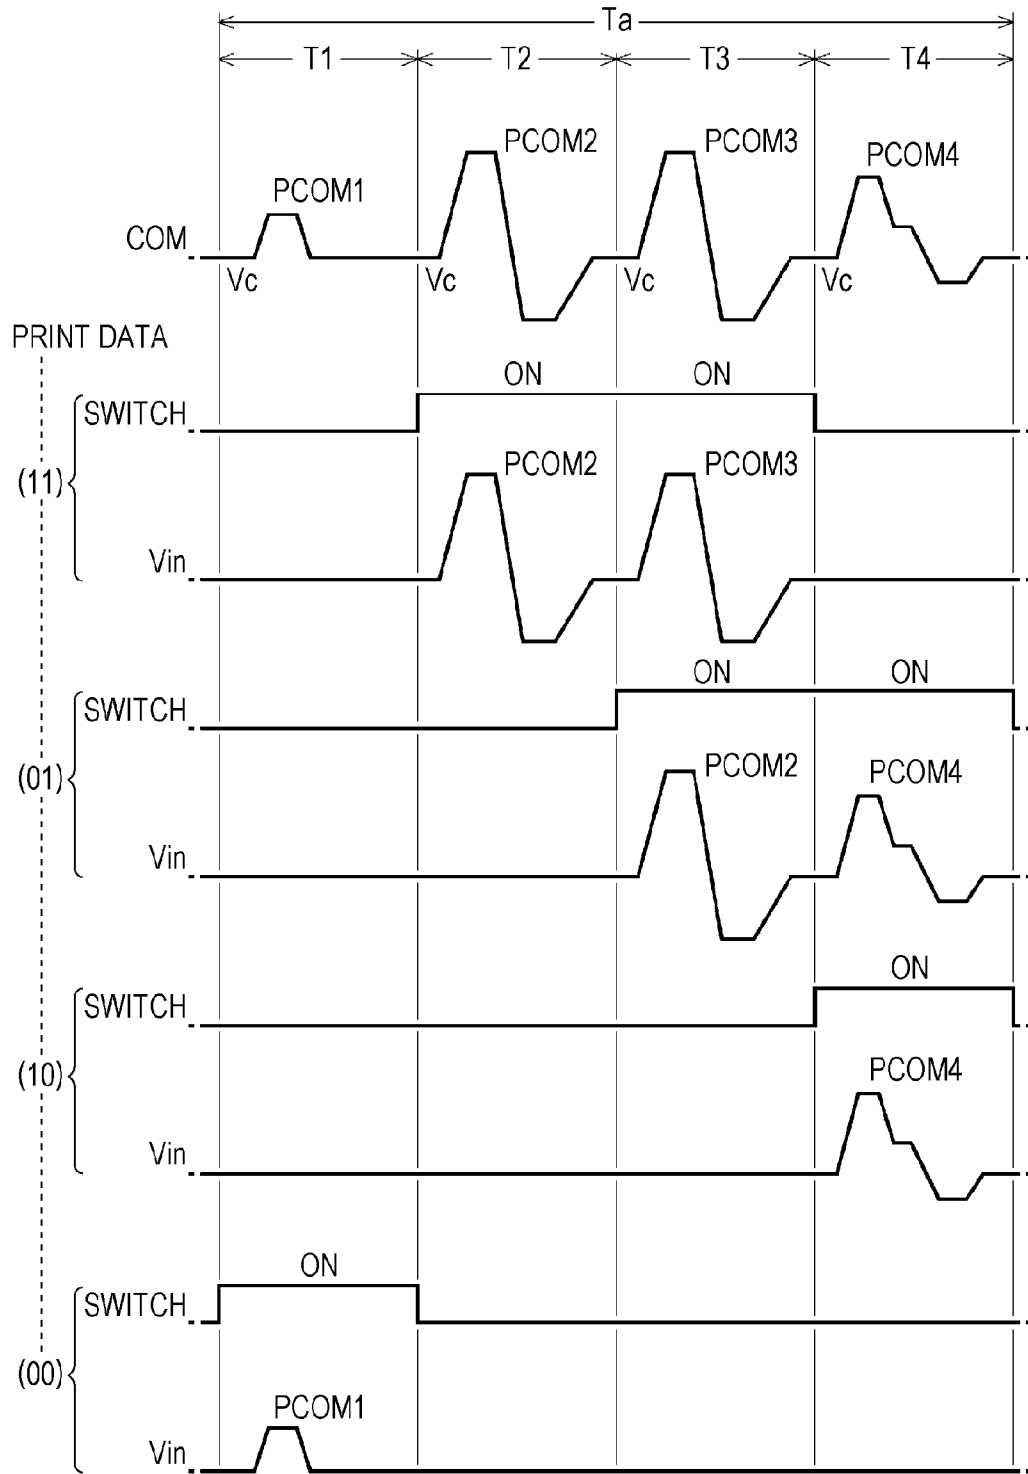 Ta
T1 T2 T3 T4
PCOM1 PCOM2 PCOM3 PCOM4
COM
Vc Vc Vc Vc
PRINT DATA
ON ON
SWITCH
(11)
PCOM2 PCOM3
Vin
ON ON
SWITCH
(01)
PCOM2 PCOM4
Vin
ON
SWITCH
(10)
PCOM4
Vin
ON
SWITCH
(00)
PCOM1
Vin